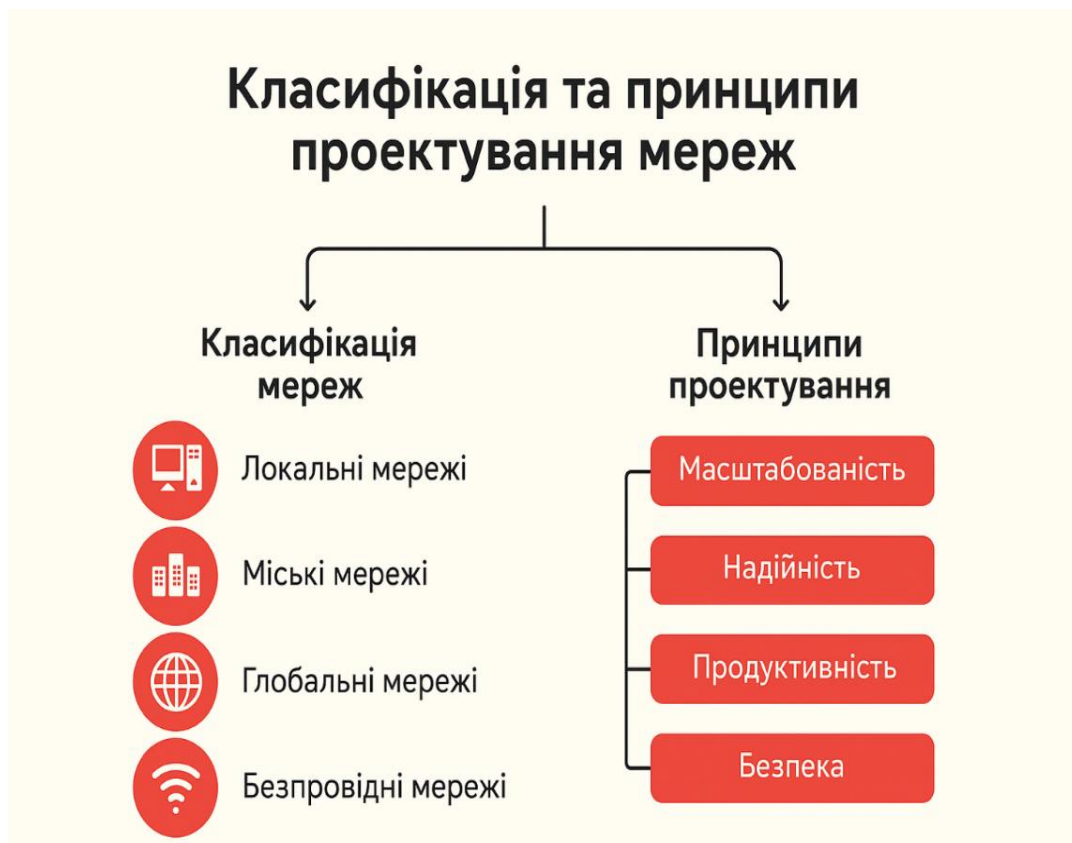 Класифікація та принципи
проектування мереж
Класифікація
мереж
Локальні мережі
Міські мережі
Глобальні мережі
Безпровідні мережі
Принципи
проектування
Масштабованість
Надійність
Продуктивність
Безпека